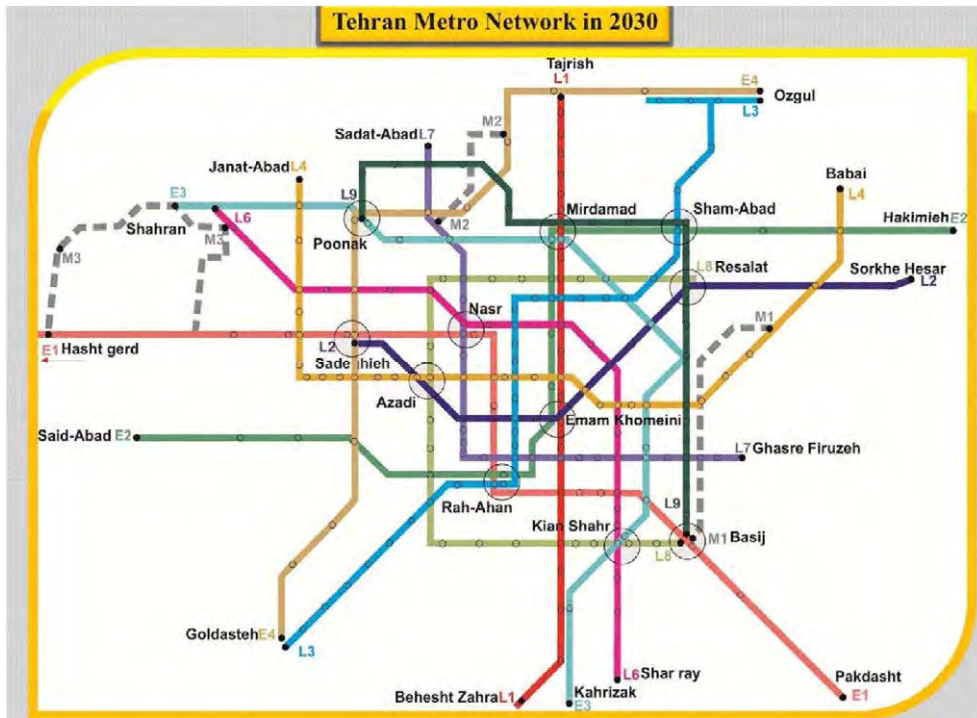 Tehran Metro Network in 2030
Tajrish
L1
E4
Ozgul
L3
M2
Sadat-Abad L7
Janat-Abad L4
Babai
L4
E3
L9
L6
M2
Mirdamad
Sham-Abad
Hakimieh E2
Shahran
M3
Poonak
M3
L8 Resalat
Sorkhe Hesar
L2
Nasr
M1
E1 Hasht gerd
L2
Sadeghieh
Azadi
Emam Khomeini
Said-Abad E2
L7 Ghasre Firuzeh
Rah-Ahan
L9
Kian Shahr
L8
M1 Basij
Goldasteh E4
L3
L6 Shar ray
Pakdasht
E1
Behesht Zahra L1
Kahrizak
E3